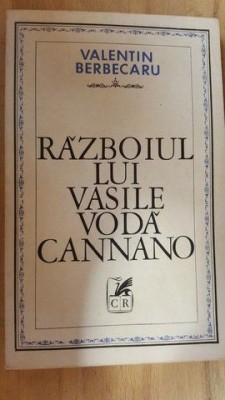 VALENTIN
BERBECARU
RĂZBOIUL
LUI
VASILE
VODĂ
CANNANO
CR